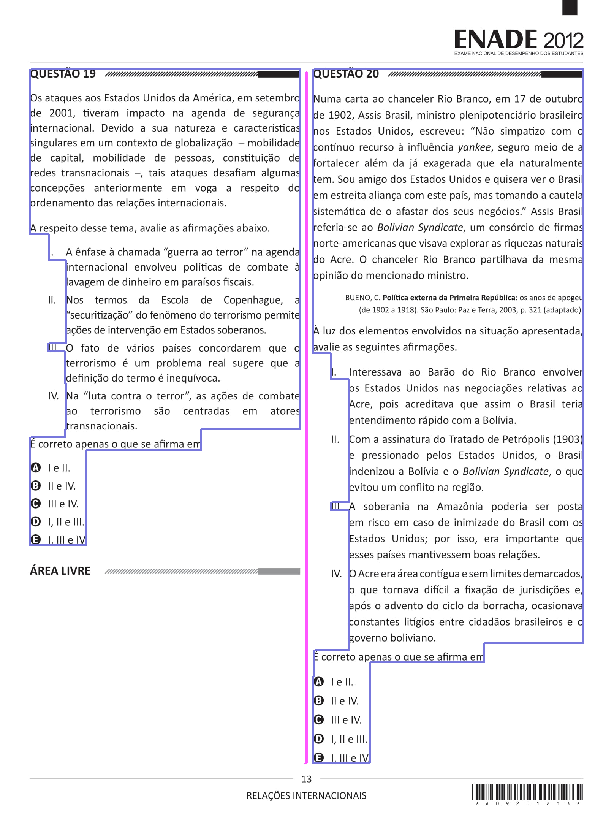 ENADE 2012
EXAME NACIONAL DE DESEMPENHO DOS ESTUDANTES
QUESTÃO 19
Os ataques aos Estados Unidos da América, em setembro
de 2001, tiveram impacto na agenda de segurança
internacional. Devido a sua natureza e características
singulares em um contexto de globalização – mobilidade
de capital, mobilidade de pessoas, constituição de
redes transnacionais –, tais ataques desafiam algumas
concepções anteriormente em voga a respeito do
ordenamento das relações internacionais.
A respeito desse tema, avalie as afirmações abaixo.
I. A ênfase à chamada “guerra ao terror” na agenda
internacional envolveu políticas de combate à
lavagem de dinheiro em paraísos fiscais.
II. Nos termos da Escola de Copenhague, a
“securitização” do fenômeno do terrorismo permite
ações de intervenção em Estados soberanos.
III. O fato de vários países concordarem que o
terrorismo é um problema real sugere que a
definição do termo é inequívoca.
IV. Na “luta contra o terror”, as ações de combate
ao terrorismo são centradas em atores
transnacionais.
É correto apenas o que se afirma em
A I e II.
B II e IV.
C III e IV.
D I, II e III.
E I, III e IV
ÁREA LIVRE
QUESTÃO 20
Numa carta ao chanceler Rio Branco, em 17 de outubro
de 1902, Assis Brasil, ministro plenipotenciário brasileiro
nos Estados Unidos, escreveu: “Não simpatizo com o
contínuo recurso à influência yankee, seguro meio de a
fortalecer além da já exagerada que ela naturalmente
tem. Sou amigo dos Estados Unidos e quisera ver o Brasil
em estreita aliança com este país, mas tomando a cautela
sistemática de o afastar dos seus negócios.” Assis Brasil
referia-se ao Bolivian Syndicate, um consórcio de firmas
norte-americanas que visava explorar as riquezas naturais
do Acre. O chanceler Rio Branco partilhava da mesma
opinião do mencionado ministro.
BUENO, C. Política externa da Primeira República: os anos de apogeu
(de 1902 a 1918). São Paulo: Paz e Terra, 2003, p. 321 (adaptado)
À luz dos elementos envolvidos na situação apresentada,
avalie as seguintes afirmações.
I. Interessava ao Barão do Rio Branco envolver
os Estados Unidos nas negociações relativas ao
Acre, pois acreditava que assim o Brasil teria
entendimento rápido com a Bolívia.
II. Com a assinatura do Tratado de Petrópolis (1903)
e pressionado pelos Estados Unidos, o Brasil
indenizou a Bolívia e o Bolivian Syndicate, o que
evitou um conflito na região.
III. A soberania na Amazônia poderia ser posta
em risco em caso de inimizade do Brasil com os
Estados Unidos; por isso, era importante que
esses países mantivessem boas relações.
IV. O Acre era área contígua e sem limites demarcados,
o que tornava difícil a fixação de jurisdições e,
após o advento do ciclo da borracha, ocasionava
constantes litígios entre cidadãos brasileiros e o
governo boliviano.
É correto apenas o que se afirma em
A I e II.
B II e IV.
C III e IV.
D I, II e III.
E I, III e IV
13
RELAÇÕES INTERNACIONAIS